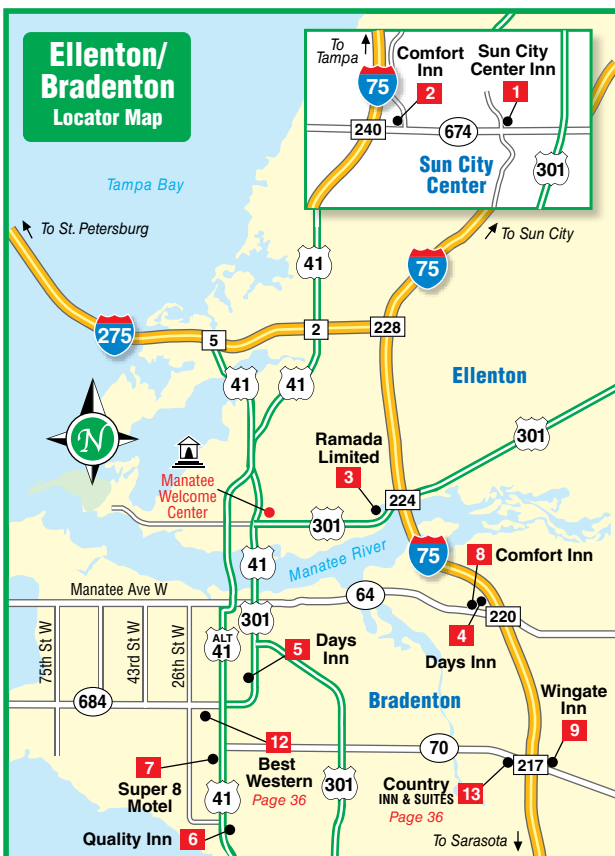 Ellenton/
Bradenton
Locator Map
To
Tampa
75
Comfort
Inn
2
Sun City
Center Inn
1
240
674
Sun City
Center
301
Tampa Bay
To St. Petersburg
41
To Sun City
75
275
5
2
228
41
41
Ellenton
301
N
Manatee
Welcome
Center
Ramada
Limited
3
224
301
41
Manatee River
75
8
Comfort Inn
Manatee Ave W
64
4
220
Days Inn
301
ALT
41
75th St W
43rd St W
26th St W
5
Days
Inn
684
Bradenton
Wingate
Inn
9
12
Best
Western
Page 36
70
217
7
Super 8
Motel
41
301
Country
INN & SUITES
13
Page 36
Quality Inn
6
To Sarasota